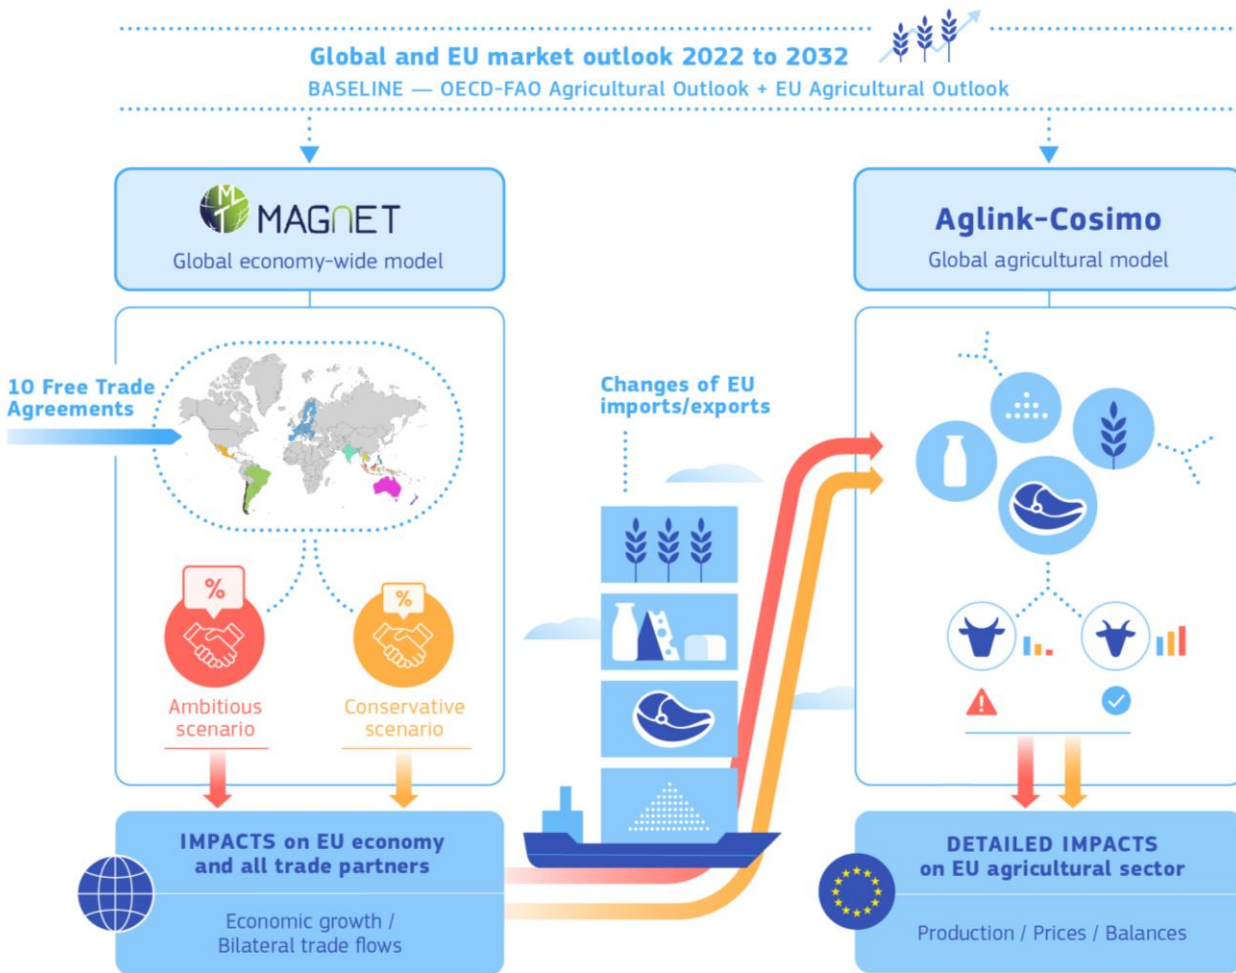 Global and EU market outlook 2022 to 2032
BASELINE — OECD-FAO Agricultural Outlook + EU Agricultural Outlook
MT
MAGNET
Global economy-wide model
10 Free Trade
Agreements
%
%
Ambitious
scenario
Conservative
scenario
IMPACTS on EU economy
and all trade partners
Economic growth /
Bilateral trade flows
Changes of EU
imports/exports
Aglink-Cosimo
Global agricultural model
!
DETAILED IMPACTS
on EU agricultural sector
Production / Prices / Balances